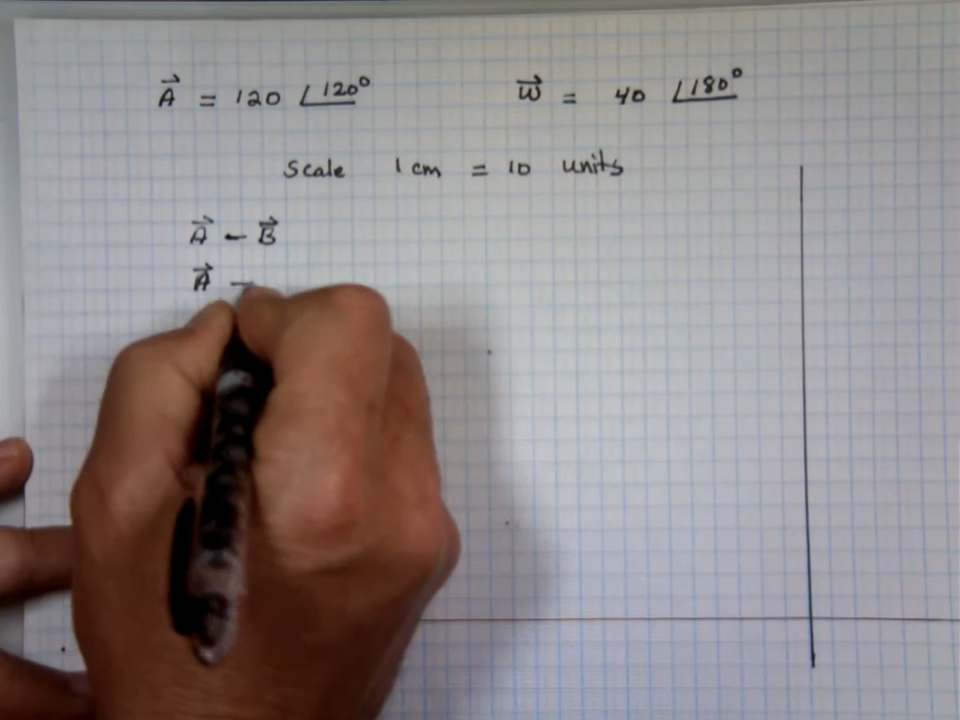 A⃗ = 120 ∠120° W⃗ = 40 ∠180°
Scale 1 cm = 10 units
A⃗ - B⃗
A⃗ -